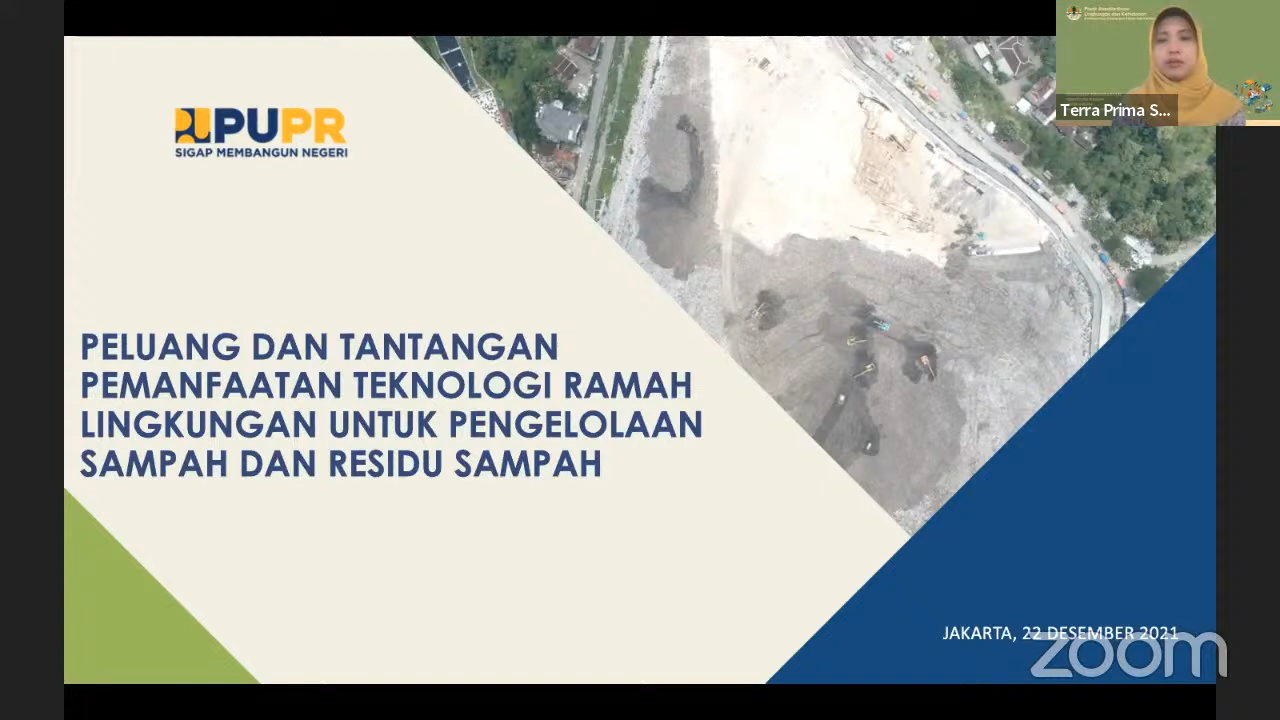 PUPR
SIGAP MEMBANGUN NEGERI
Terra Prima S...
PELUANG DAN TANTANGAN
PEMANFAATAN TEKNOLOGI RAMAH
LINGKUNGAN UNTUK PENGELOLAAN
SAMPAH DAN RESIDU SAMPAH
JAKARTA, 22 DESEMBER 2021
zoom